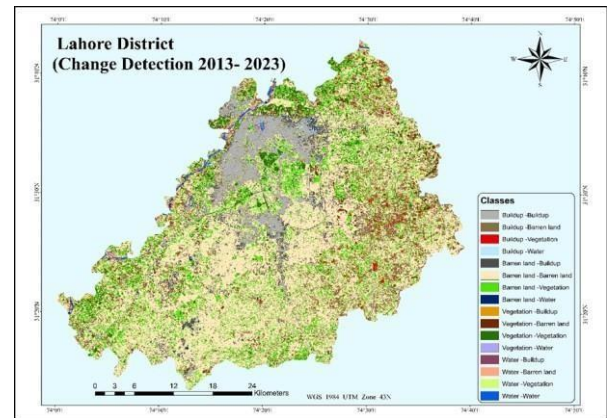 Lahore District
(Change Detection 2013- 2023)
N
W
E
S
Classes
Buildup -Buildup
Buildup -Barren land
Buildup -Vegetation
Buildup -Water
Barren land -Buildup
Barren land -Barren land
Barren land -Vegetation
Barren land -Water
Vegetation -Buildup
Vegetation -Barren land
Vegetation -Vegetation
Vegetation -Water
Water -Buildup
Water -Barren land
Water -Vegetation
Water -Water
0 3 6 12 18 24
Kilometers
WGS 1984 UTM Zone 43N